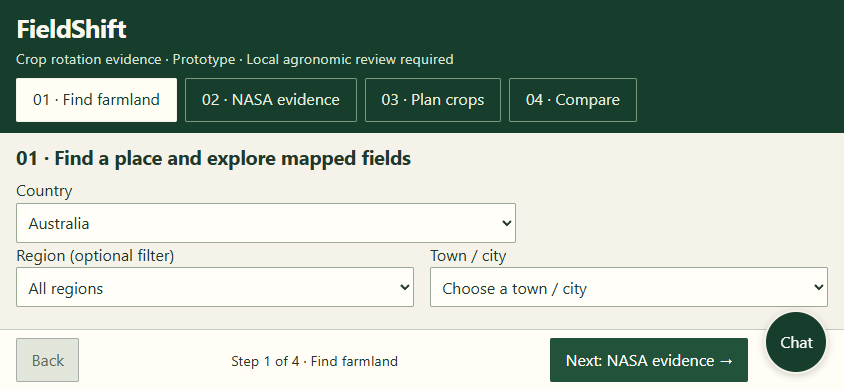 FieldShift
Crop rotation evidence · Prototype · Local agronomic review required
01 · Find farmland
02 · NASA evidence
03 · Plan crops
04 · Compare
01 · Find a place and explore mapped fields
Country
Australia
Region (optional filter)
All regions
Town / city
Choose a town / city
Back
Step 1 of 4 · Find farmland
Next: NASA evidence →
Chat